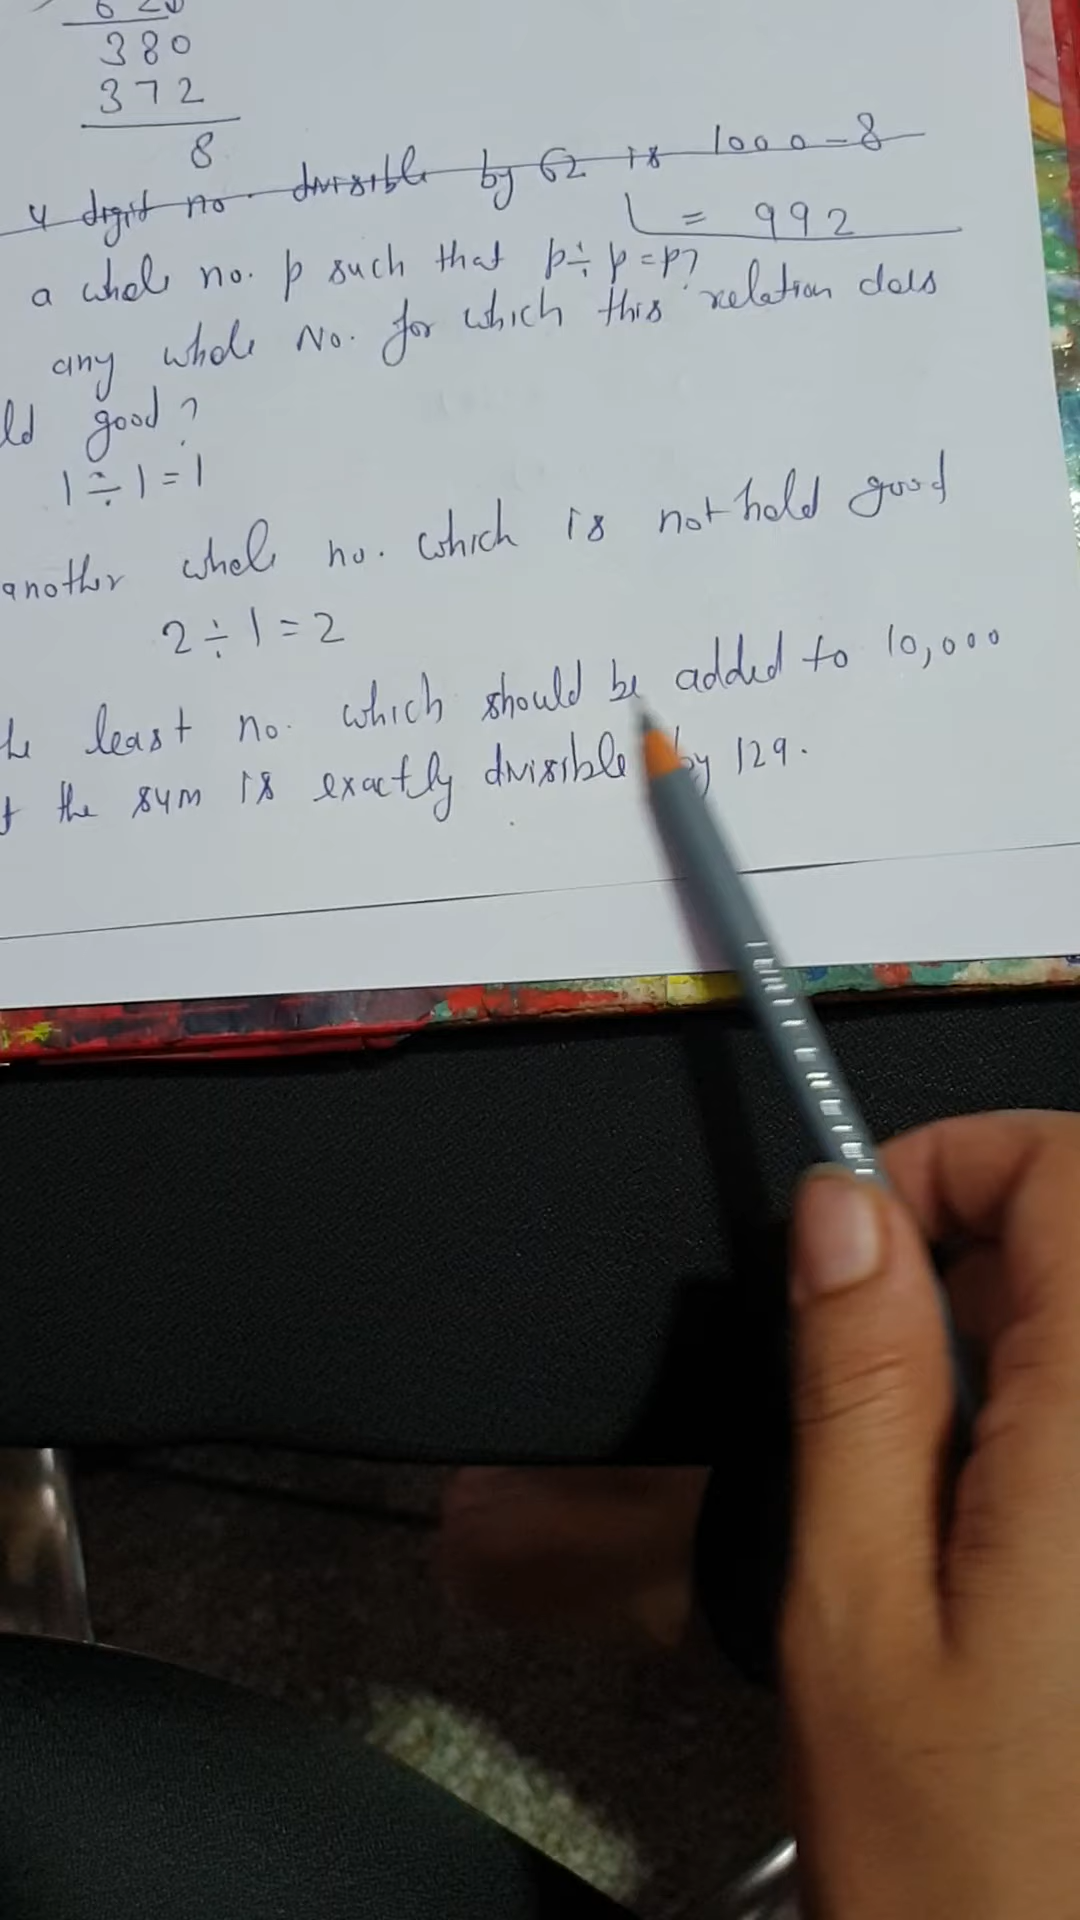 380
372
8
4 digit no. divisible by 62 is 1000-8
= 992
a whole no. p such that p÷p=p?
any whole No. for which this relation does
ld good?
1÷1=1
another whole no. which is not hold good
2÷1=2
least no. which should be added to 10,000
t the sum is exactly divisible by 129.